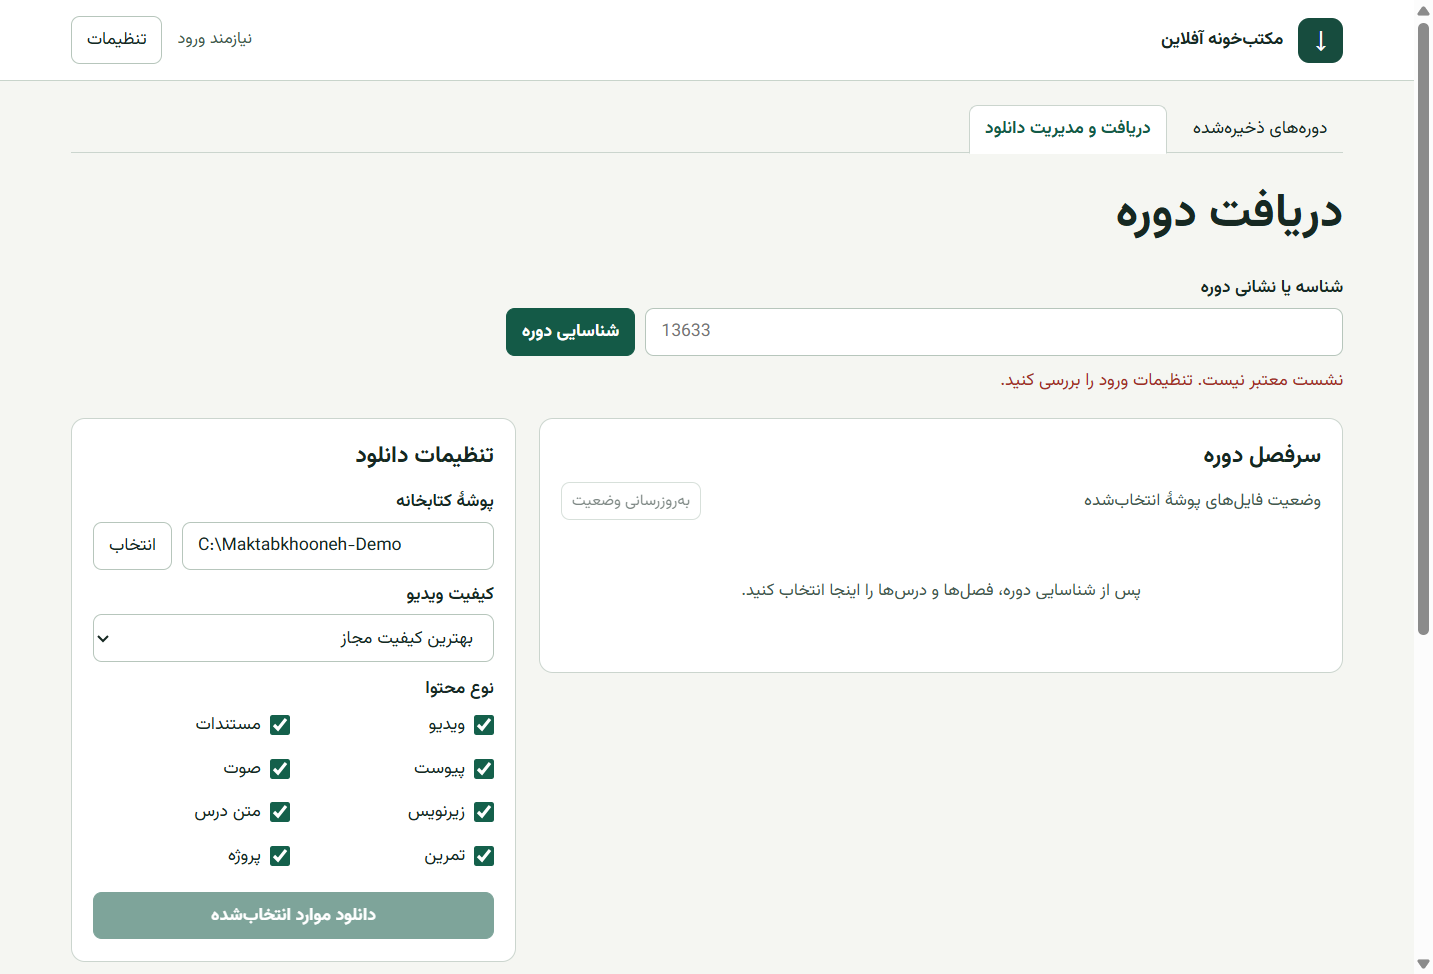 مکتب‌خونه آفلاین
نیازمند ورود
تنظیمات
دوره‌های ذخیره‌شده
دریافت و مدیریت دانلود
دریافت دوره
شناسه یا نشانی دوره
13633
شناسایی دوره
نشست معتبر نیست. تنظیمات ورود را بررسی کنید.
سرفصل دوره
وضعیت فایل‌های پوشهٔ انتخاب‌شده
به‌روزرسانی وضعیت
پس از شناسایی دوره، فصل‌ها و درس‌ها را اینجا انتخاب کنید.
تنظیمات دانلود
پوشهٔ کتابخانه
C:\Maktabkhooneh-Demo
انتخاب
کیفیت ویدیو
بهترین کیفیت مجاز
نوع محتوا
ویدیو
مستندات
پیوست
صوت
زیرنویس
متن درس
تمرین
پروژه
دانلود موارد انتخاب‌شده